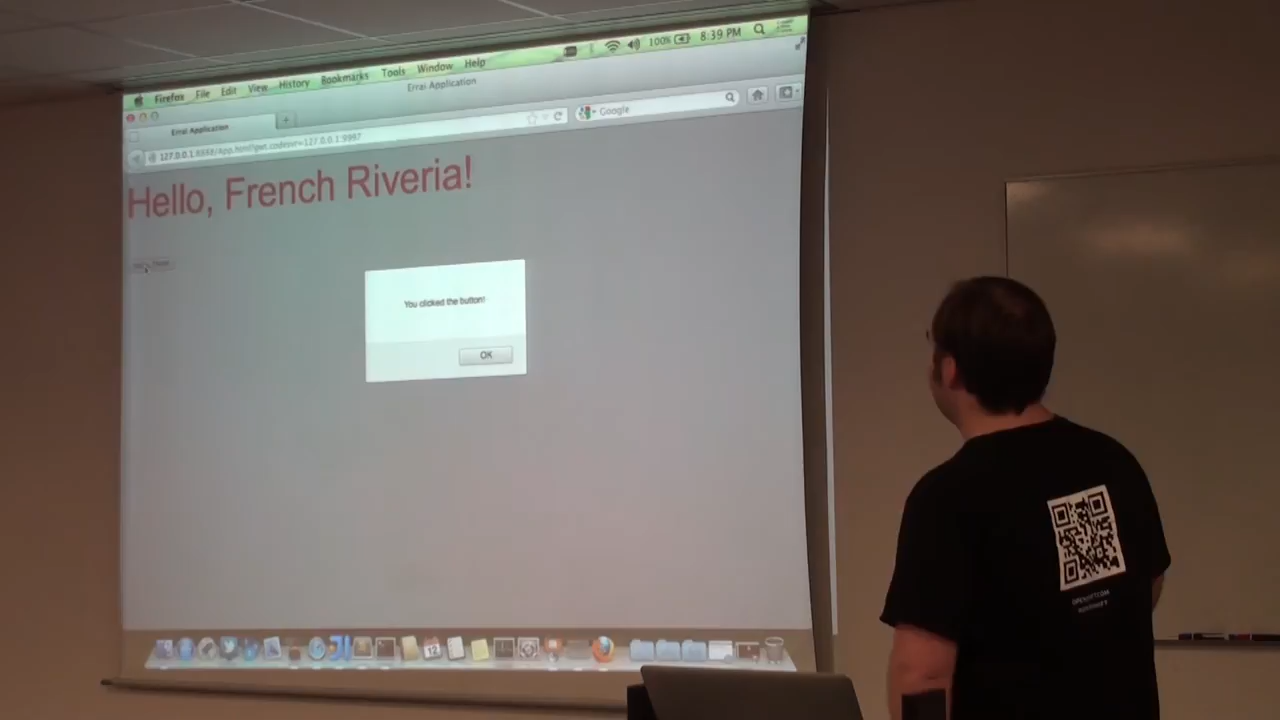 Firefox File Edit View History Bookmarks Tools Window Help 100% 8:39 PM
Errai Application
Errai Application
Google
Hello, French Riveria!
You clicked the button!
OK
12